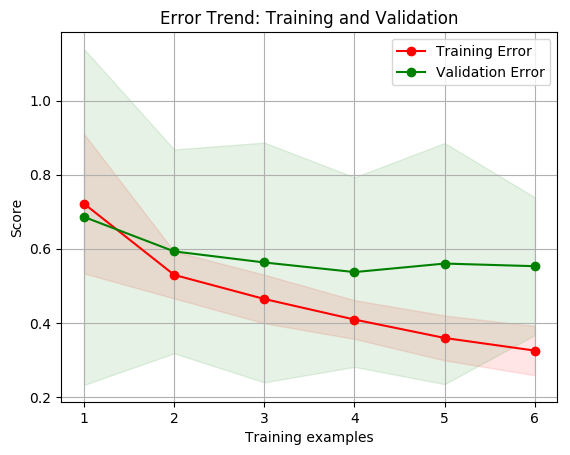 Error Trend: Training and Validation
Training Error
Validation Error
1.0
0.8
0.6
0.4
0.2
Score
1 2 3 4 5 6
Training examples